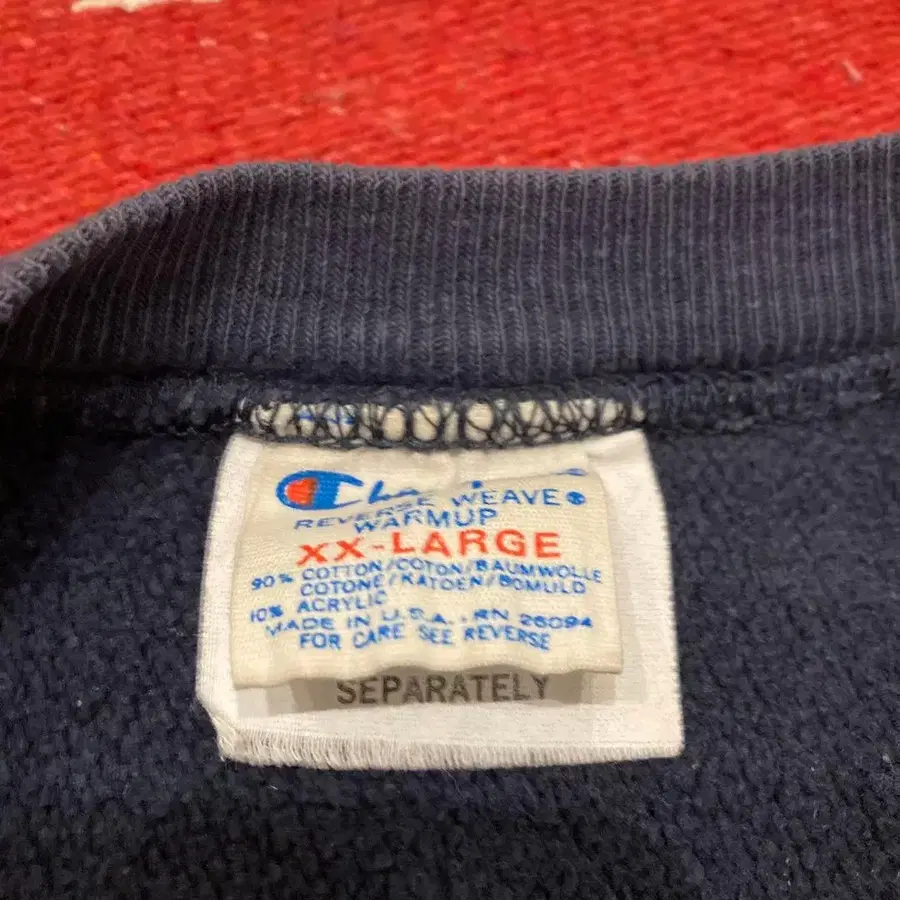 Cha
REVERSE WEAVE®
WARMUP
XX-LARGE
90% COTTON/COTON/BAUMWOLLE
COTONE/KATOEN/BOMULD
10% ACRYLIC
MADE IN U.S.A., RN 26094
FOR CARE SEE REVERSE
SEPARATELY